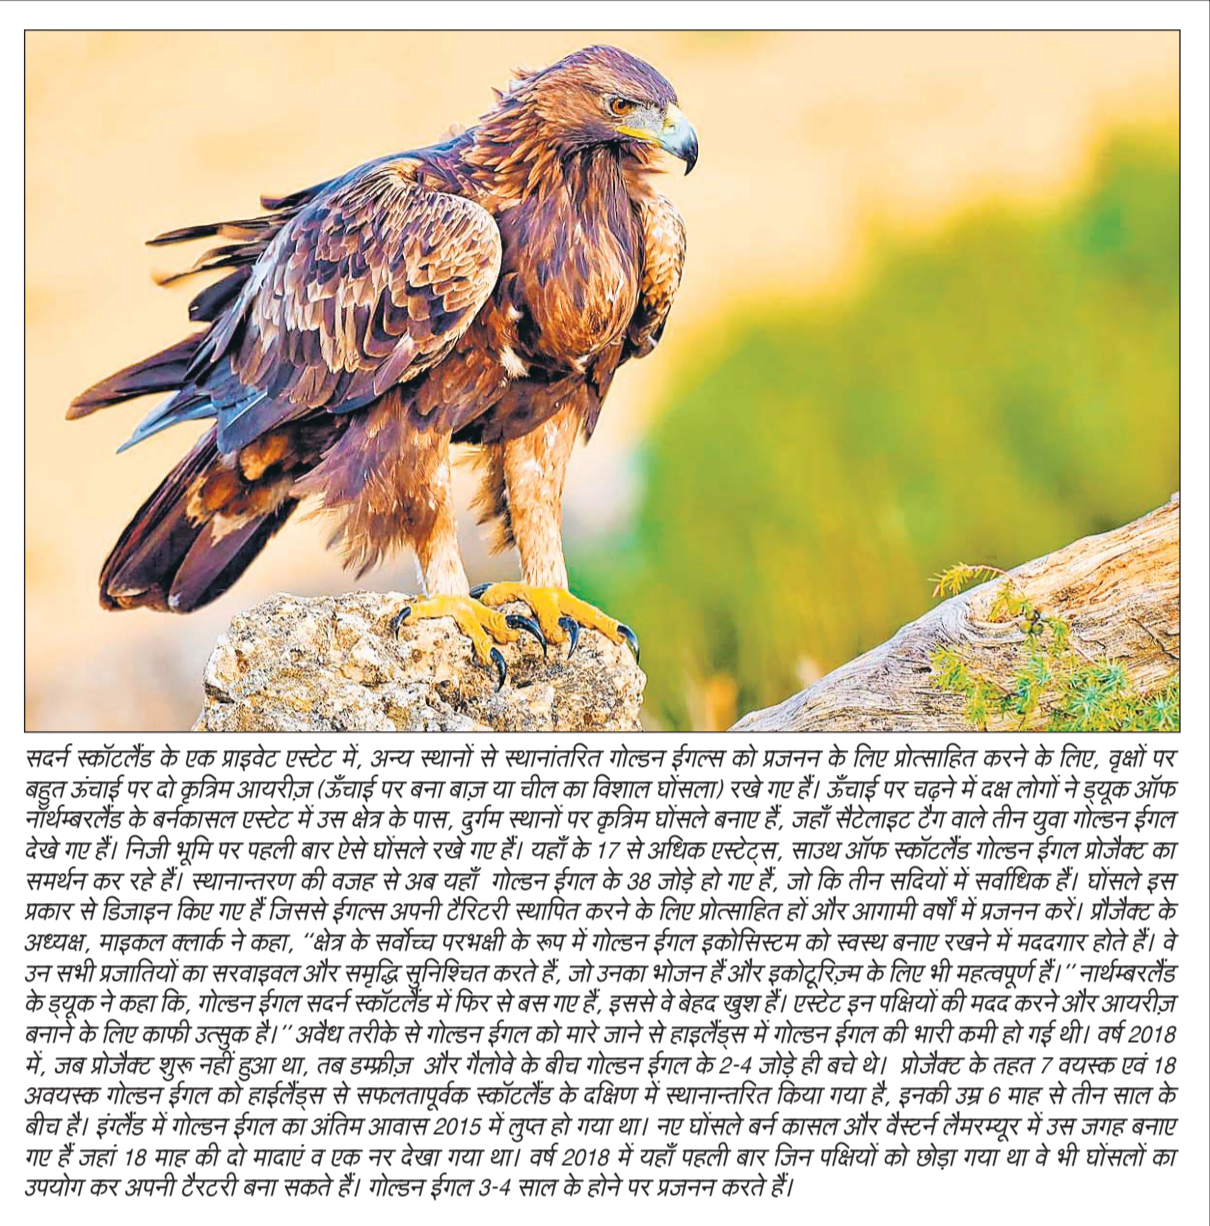 सदर्न स्कॉटलैंड के एक प्राइवेट एस्टेट में, अन्य स्थानों से स्थानांतरित गोल्डन ईगल्स को प्रजनन के लिए प्रोत्साहित करने के लिए, वृक्षों पर
बहुत ऊंचाई पर दो कृत्रिम आयरीज़ (ऊँचाई पर बना बाज़ या चील का विशाल घोंसला) रखे गए हैं। ऊँचाई पर चढ़ने में दक्ष लोगों ने ड्यूक ऑफ
नॉर्थम्बरलैंड के बर्नकासल एस्टेट में उस क्षेत्र के पास, दुर्गम स्थानों पर कृत्रिम घोंसले बनाए हैं, जहाँ सैटेलाइट टैग वाले तीन युवा गोल्डन ईगल
देखे गए हैं। निजी भूमि पर पहली बार ऐसे घोंसले रखे गए हैं। यहाँ के 17 से अधिक एस्टेट्स, साउथ ऑफ स्कॉटलैंड गोल्डन ईगल प्रोजैक्ट का
समर्थन कर रहे हैं। स्थानान्तरण की वजह से अब यहाँ गोल्डन ईगल के 38 जोड़े हो गए हैं, जो कि तीन सदियों में सर्वाधिक हैं। घोंसले इस
प्रकार से डिजाइन किए गए हैं जिससे ईगल्स अपनी टैरिटरी स्थापित करने के लिए प्रोत्साहित हों और आगामी वर्षों में प्रजनन करें। प्रौजैक्ट के
अध्यक्ष, माइकल क्लार्क ने कहा, ‘‘क्षेत्र के सर्वोच्च परभक्षी के रूप में गोल्डन ईगल इकोसिस्टम को स्वस्थ बनाए रखने में मददगार होते हैं। वे
उन सभी प्रजातियों का सरवाइवल और समृद्धि सुनिश्चित करते हैं, जो उनका भोजन हैं और इकोटूरिज़्म के लिए भी महत्वपूर्ण हैं।’’ नार्थम्बरलैंड
के ड्यूक ने कहा कि, गोल्डन ईगल सदर्न स्कॉटलैंड में फिर से बस गए हैं, इससे वे बेहद खुश हैं। एस्टेट इन पक्षियों की मदद करने और आयरीज़
बनाने के लिए काफी उत्सुक है।’’ अवैध तरीके से गोल्डन ईगल को मारे जाने से हाइलैंड्स में गोल्डन ईगल की भारी कमी हो गई थी। वर्ष 2018
में, जब प्रोजैक्ट शुरू नहीं हुआ था, तब डम्फ्रीज़ और गैलोवे के बीच गोल्डन ईगल के 2-4 जोड़े ही बचे थे। प्रोजैक्ट के तहत 7 वयस्क एवं 18
अवयस्क गोल्डन ईगल को हाईलैंड्स से सफलतापूर्वक स्कॉटलैंड के दक्षिण में स्थानान्तरित किया गया है, इनकी उम्र 6 माह से तीन साल के
बीच है। इंग्लैंड में गोल्डन ईगल का अंतिम आवास 2015 में लुप्त हो गया था। नए घोंसले बर्न कासल और वैस्टर्न लैमरम्यूर में उस जगह बनाए
गए हैं जहां 18 माह की दो मादाएं व एक नर देखा गया था। वर्ष 2018 में यहाँ पहली बार जिन पक्षियों को छोड़ा गया था वे भी घोंसलों का
उपयोग कर अपनी टैरटरी बना सकते हैं। गोल्डन ईगल 3-4 साल के होने पर प्रजनन करते हैं।